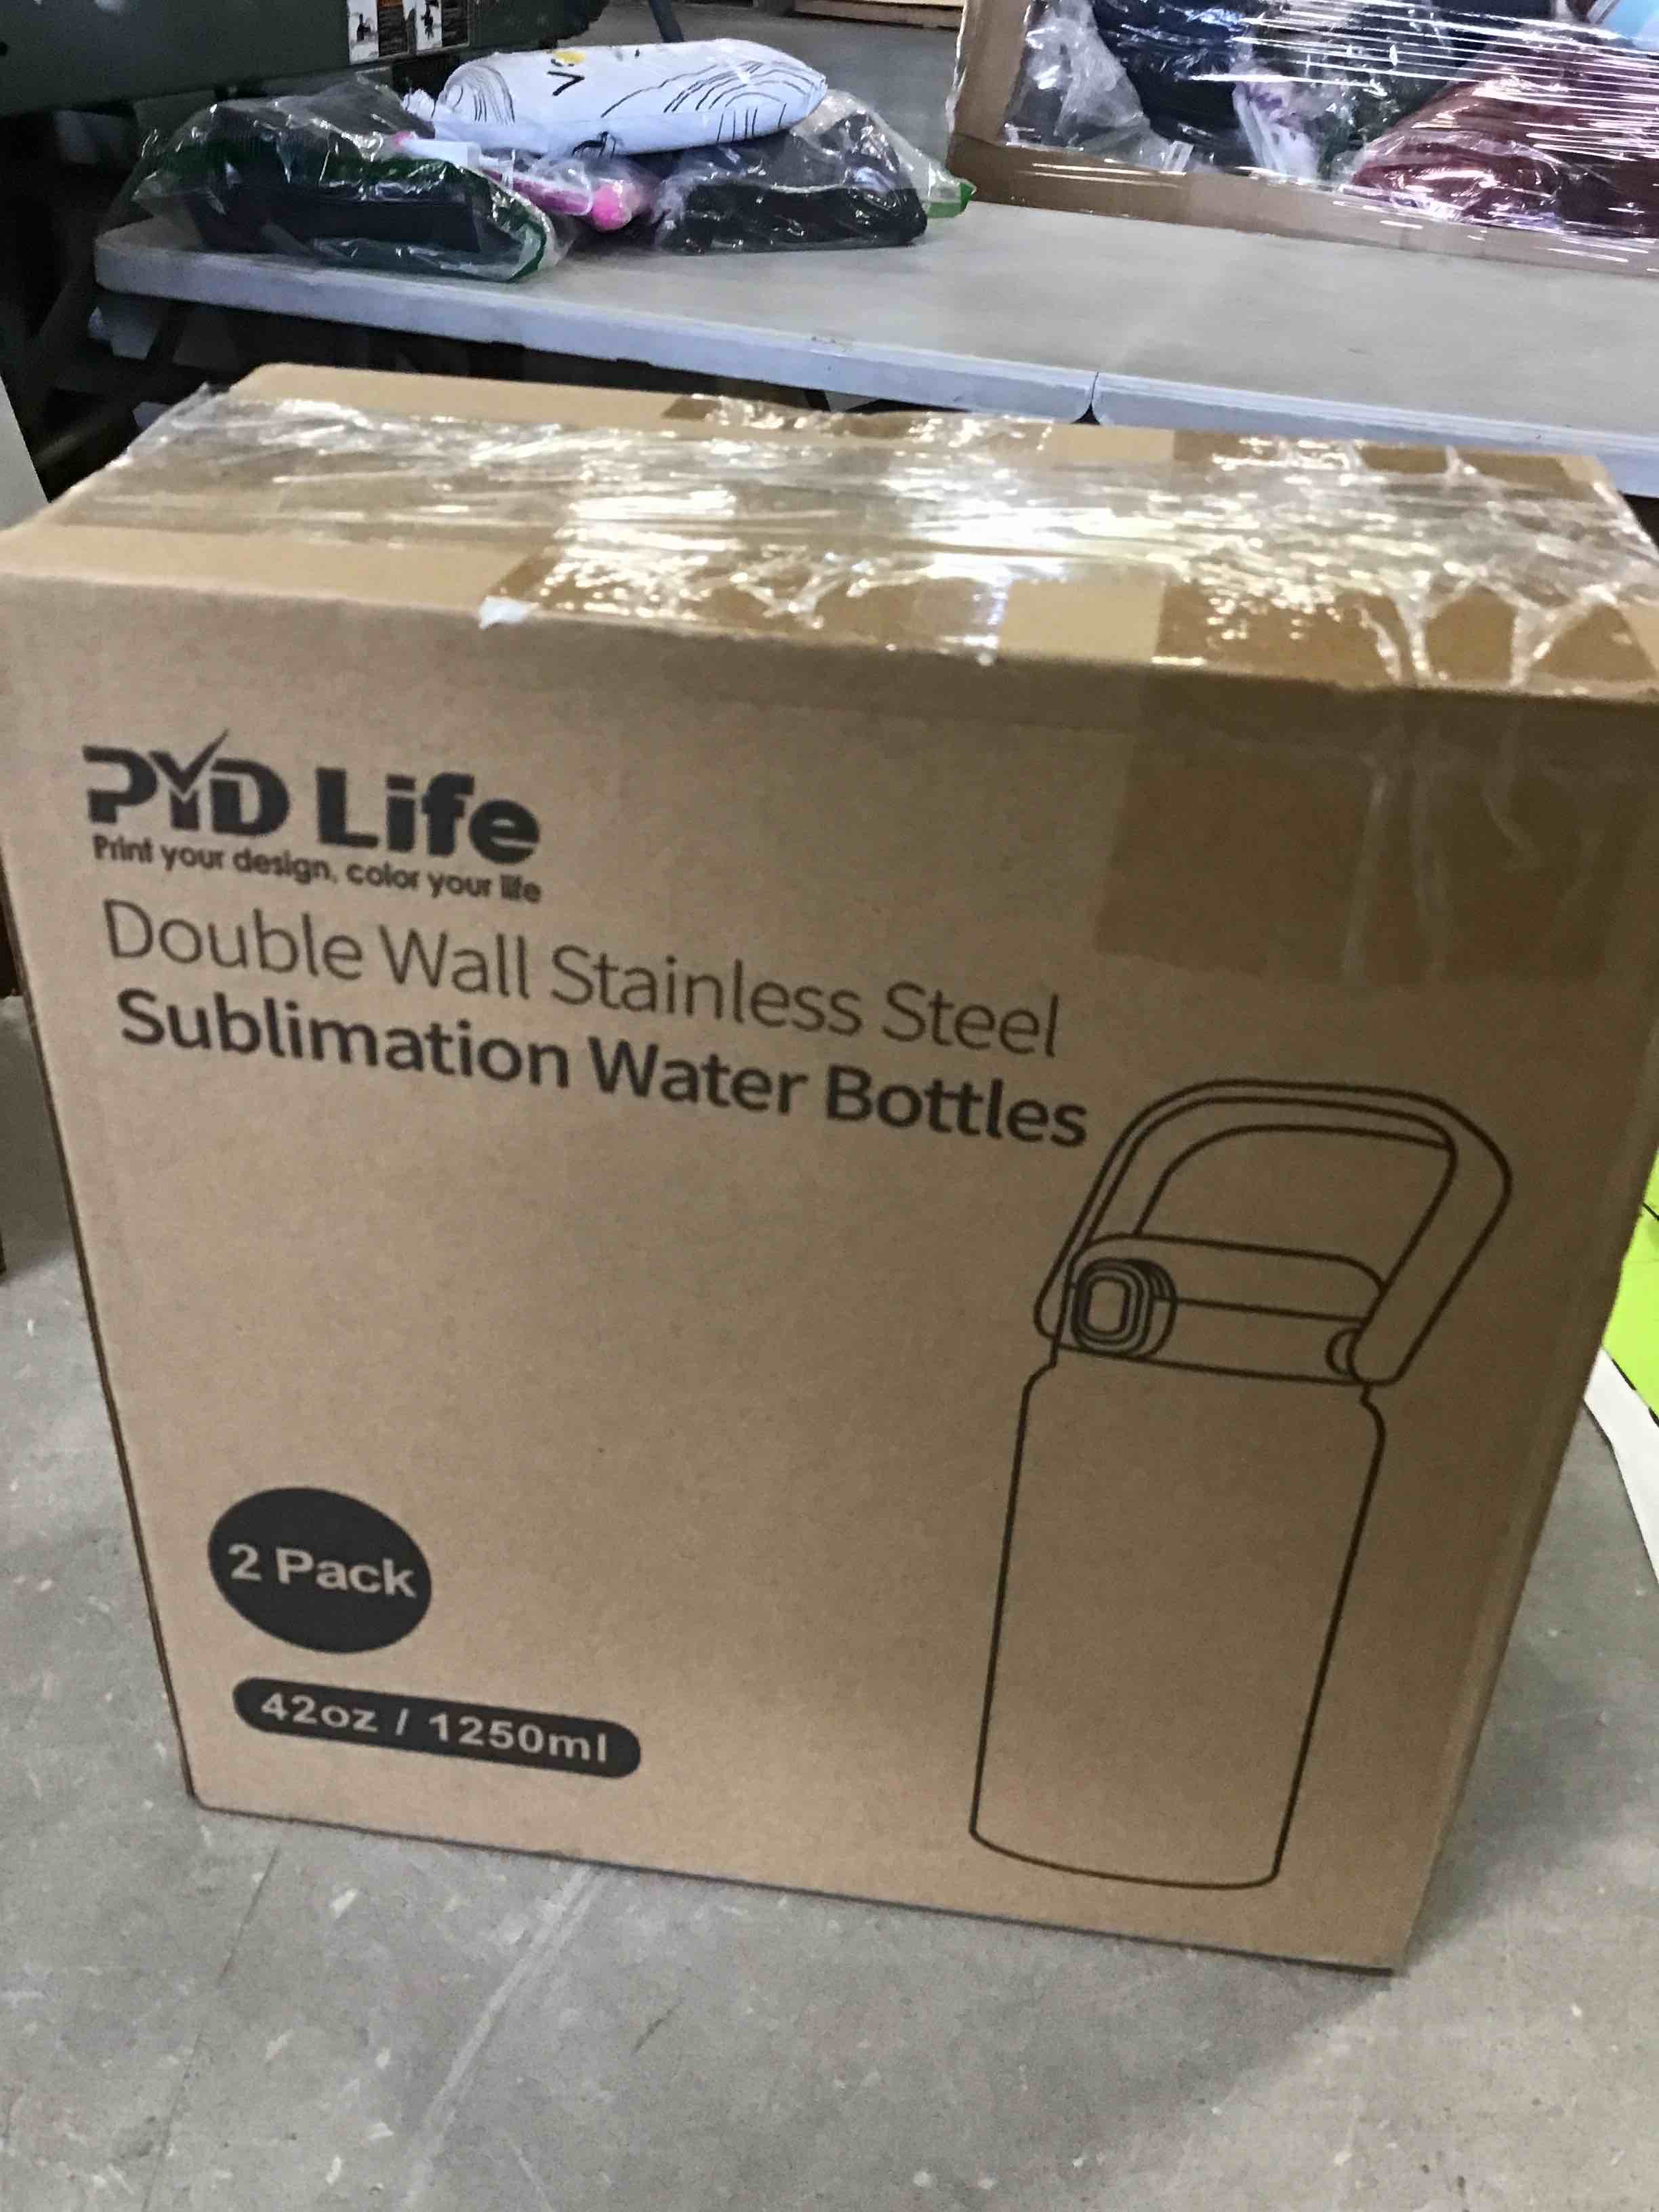 PYD Life
Print your design, color your life
Double Wall Stainless Steel
Sublimation Water Bottles
2 Pack
42oz / 1250ml